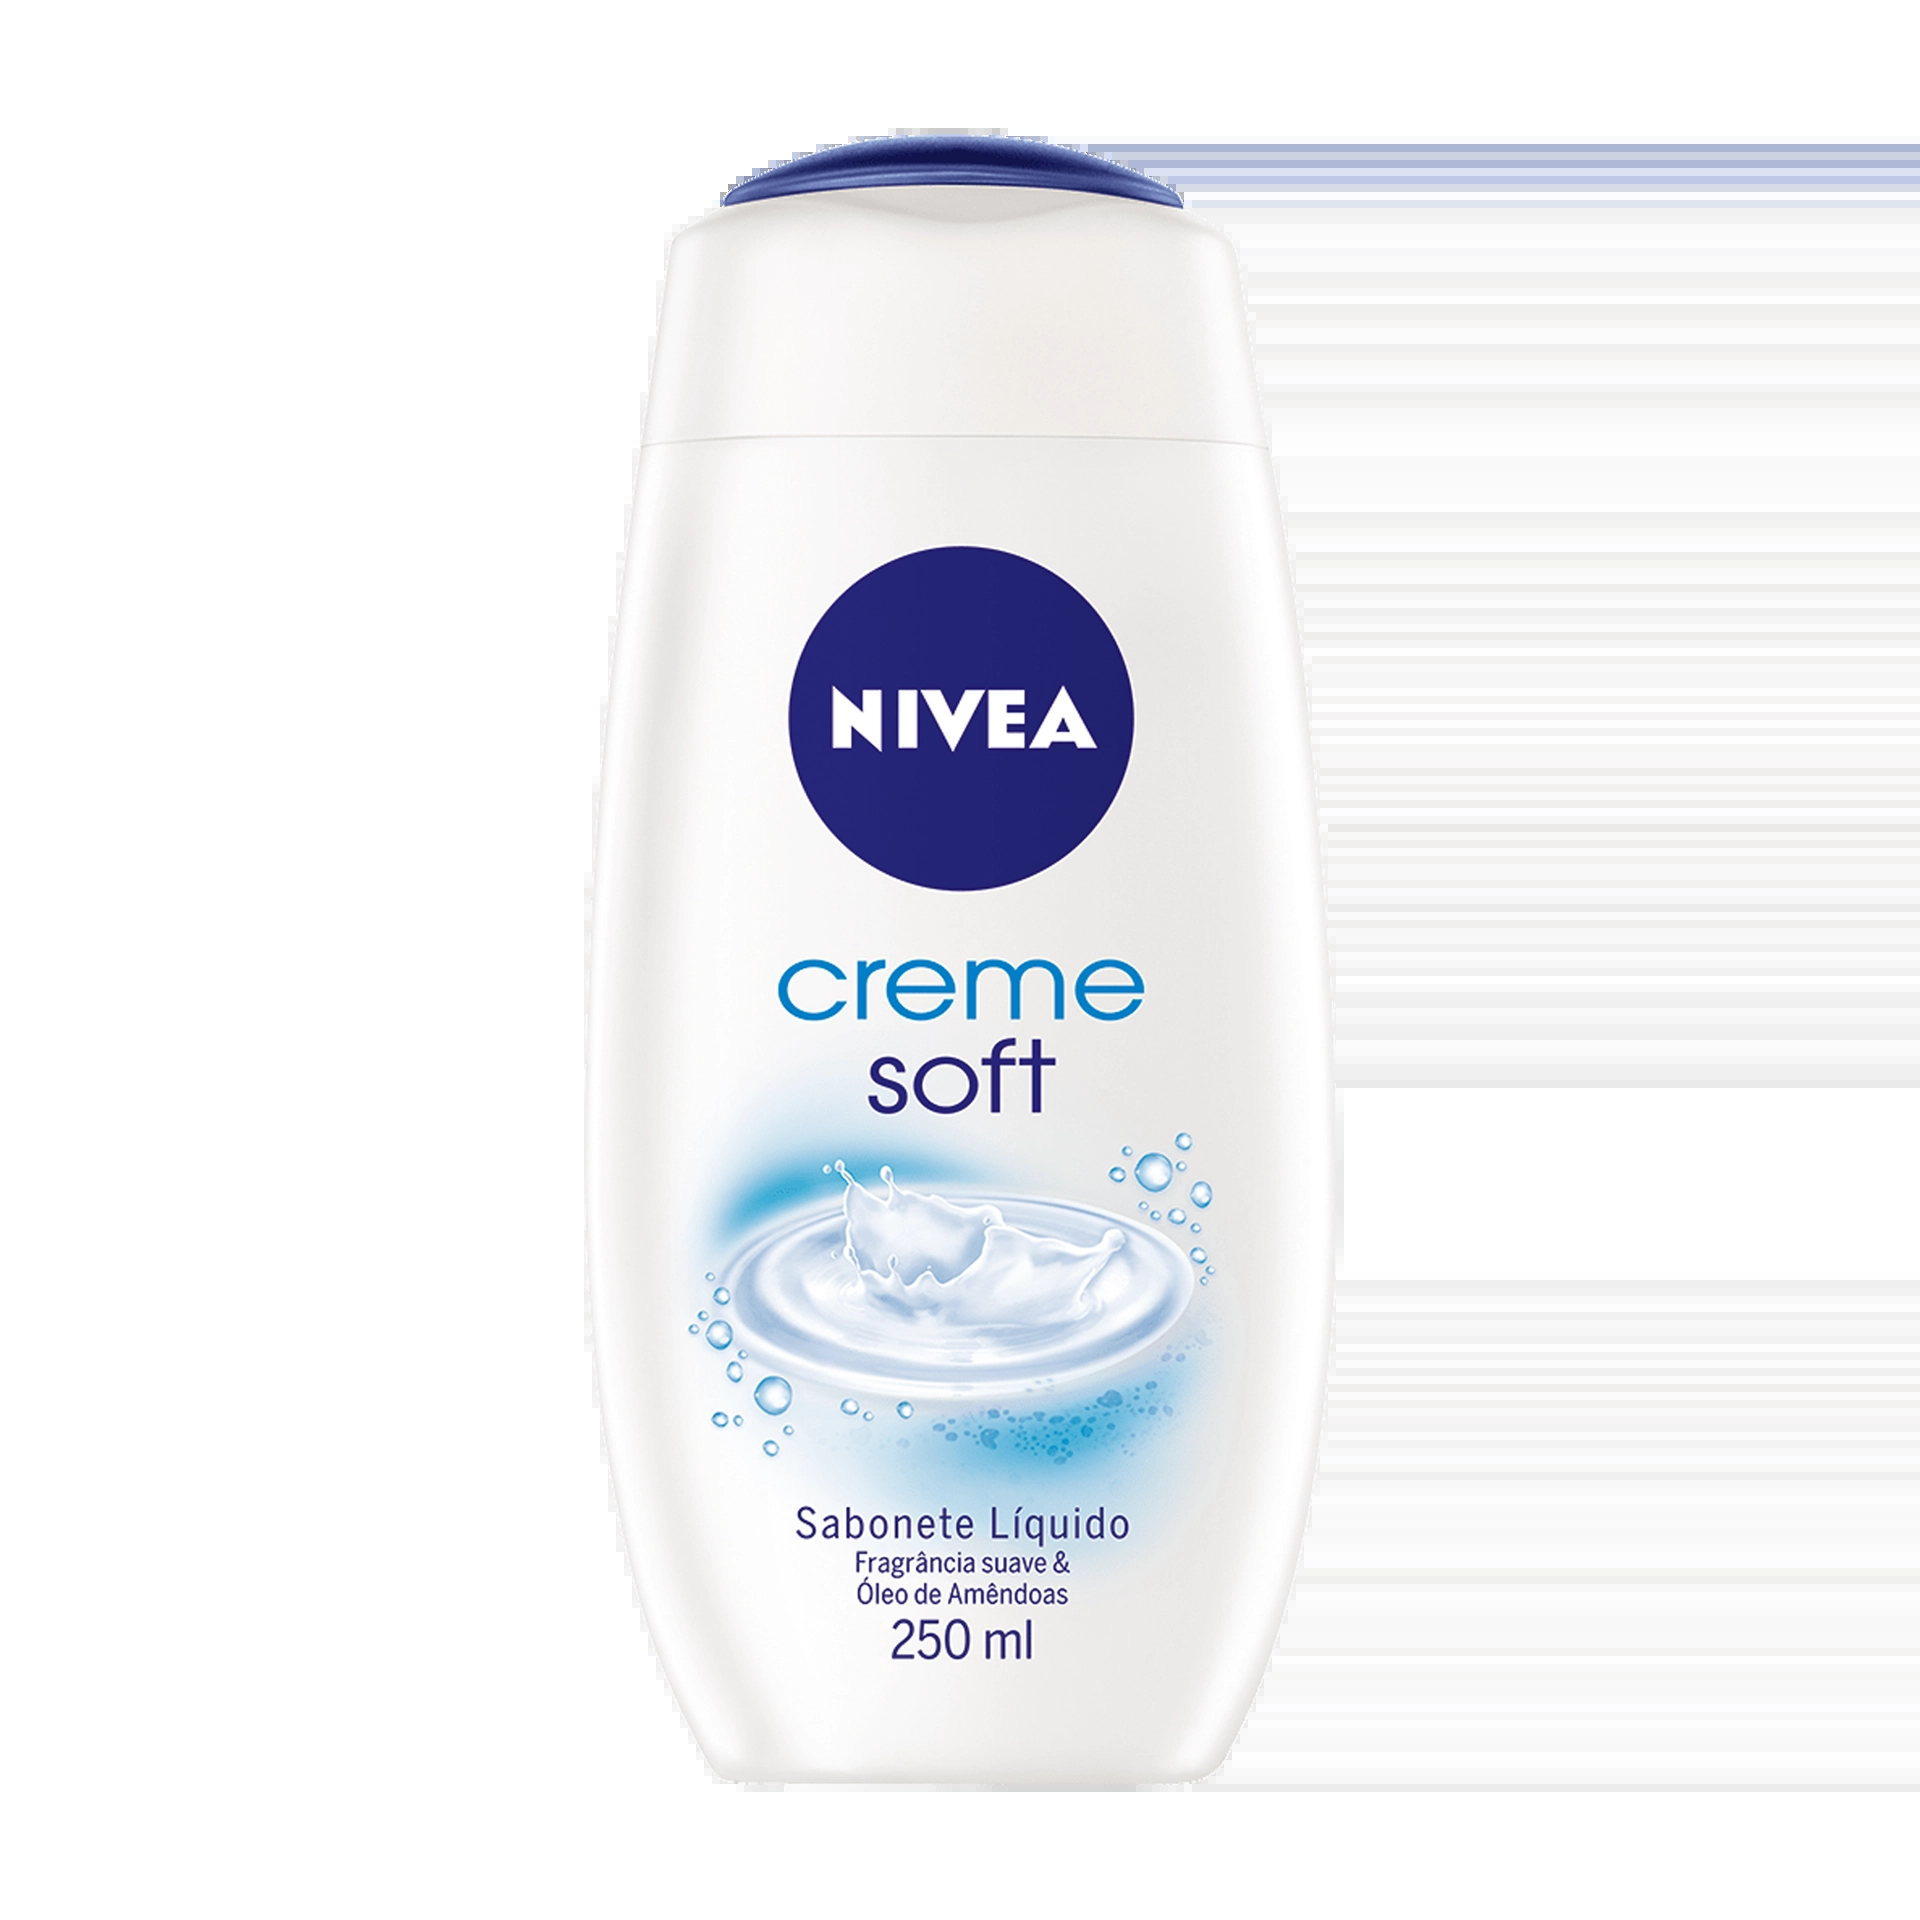 NIVEA
creme
soft
Sabonete Líquido
Fragrância suave &
Óleo de Amêndoas
250 ml